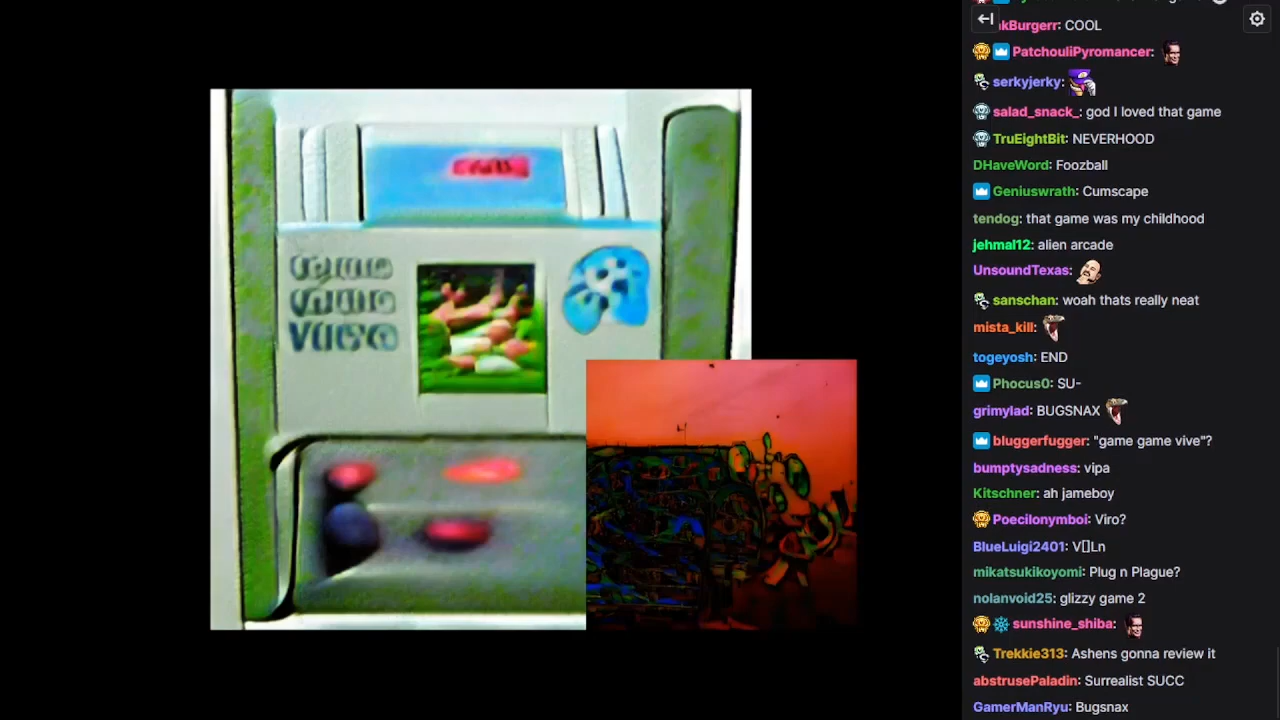 nkBurgerr: COOL
PatchouliPyromancer:
serkyjerky:
salad_snack_: god I loved that game
TruEightBit: NEVERHOOD
DHaveWord: Foozball
Geniuswrath: Cumscape
tendog: that game was my childhood
jehmal12: alien arcade
UnsoundTexas:
sanschan: woah thats really neat
mista_kill:
togeyosh: END
Phocus0: SU-
grimylad: BUGSNAX
bluggerfugger: "game game vive"?
bumptysadness: vipa
Kitschner: ah jameboy
Poecilonymboi: Viro?
BlueLuigi2401: V▯Ln
mikatsukikoyomi: Plug n Plague?
nolanvoid25: glizzy game 2
sunshine_shiba:
Trekkie313: Ashens gonna review it
abstrusePaladin: Surrealist SUCC
GamerManRyu: Bugsnax